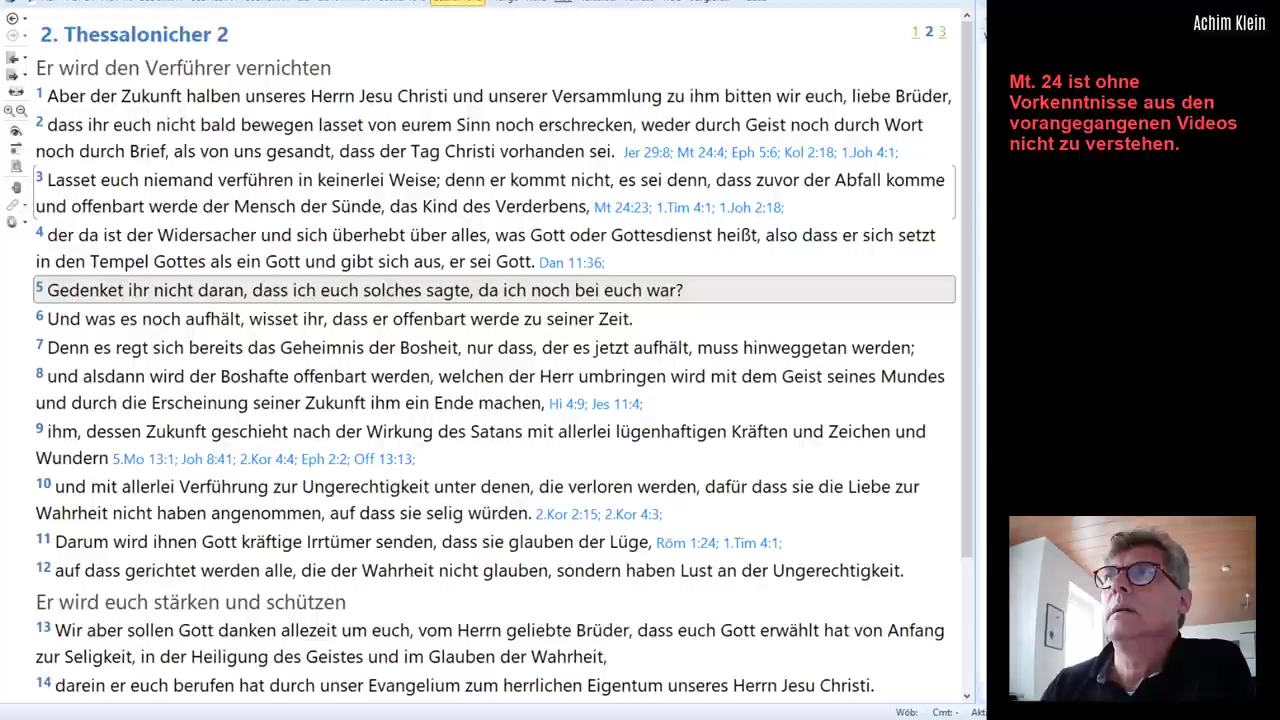 Achim Klein
2. Thessalonicher 2
1 2 3
Er wird den Verführer vernichten
1 Aber der Zukunft halben unseres Herrn Jesu Christi und unserer Versammlung zu ihm bitten wir euch, liebe Brüder,
2 dass ihr euch nicht bald bewegen lasset von eurem Sinn noch erschrecken, weder durch Geist noch durch Wort
noch durch Brief, als von uns gesandt, dass der Tag Christi vorhanden sei. Jer 29:8; Mt 24:4; Eph 5:6; Kol 2:18; 1.Joh 4:1;
3 Lasset euch niemand verführen in keinerlei Weise; denn er kommt nicht, es sei denn, dass zuvor der Abfall komme
und offenbart werde der Mensch der Sünde, das Kind des Verderbens, Mt 24:23; 1.Tim 4:1; 1.Joh 2:18;
4 der da ist der Widersacher und sich überhebt über alles, was Gott oder Gottesdienst heißt, also dass er sich setzt
in den Tempel Gottes als ein Gott und gibt sich aus, er sei Gott. Dan 11:36;
5 Gedenket ihr nicht daran, dass ich euch solches sagte, da ich noch bei euch war?
6 Und was es noch aufhält, wisset ihr, dass er offenbart werde zu seiner Zeit.
7 Denn es regt sich bereits das Geheimnis der Bosheit, nur dass, der es jetzt aufhält, muss hinweggetan werden;
8 und alsdann wird der Boshafte offenbart werden, welchen der Herr umbringen wird mit dem Geist seines Mundes
und durch die Erscheinung seiner Zukunft ihm ein Ende machen, Hi 4:9; Jes 11:4;
9 ihm, dessen Zukunft geschieht nach der Wirkung des Satans mit allerlei lügenhaftigen Kräften und Zeichen und
Wundern 5.Mo 13:1; Joh 8:41; 2.Kor 4:4; Eph 2:2; Off 13:13;
10 und mit allerlei Verführung zur Ungerechtigkeit unter denen, die verloren werden, dafür dass sie die Liebe zur
Wahrheit nicht haben angenommen, auf dass sie selig würden. 2.Kor 2:15; 2.Kor 4:3;
11 Darum wird ihnen Gott kräftige Irrtümer senden, dass sie glauben der Lüge, Röm 1:24; 1.Tim 4:1;
12 auf dass gerichtet werden alle, die der Wahrheit nicht glauben, sondern haben Lust an der Ungerechtigkeit.
Er wird euch stärken und schützen
13 Wir aber sollen Gott danken allezeit um euch, vom Herrn geliebte Brüder, dass euch Gott erwählt hat von Anfang
zur Seligkeit, in der Heiligung des Geistes und im Glauben der Wahrheit,
14 darein er euch berufen hat durch unser Evangelium zum herrlichen Eigentum unseres Herrn Jesu Christi.
Wöb: Cmt: - Akt
Mt. 24 ist ohne
Vorkenntnisse aus den
vorangegangenen Videos
nicht zu verstehen.